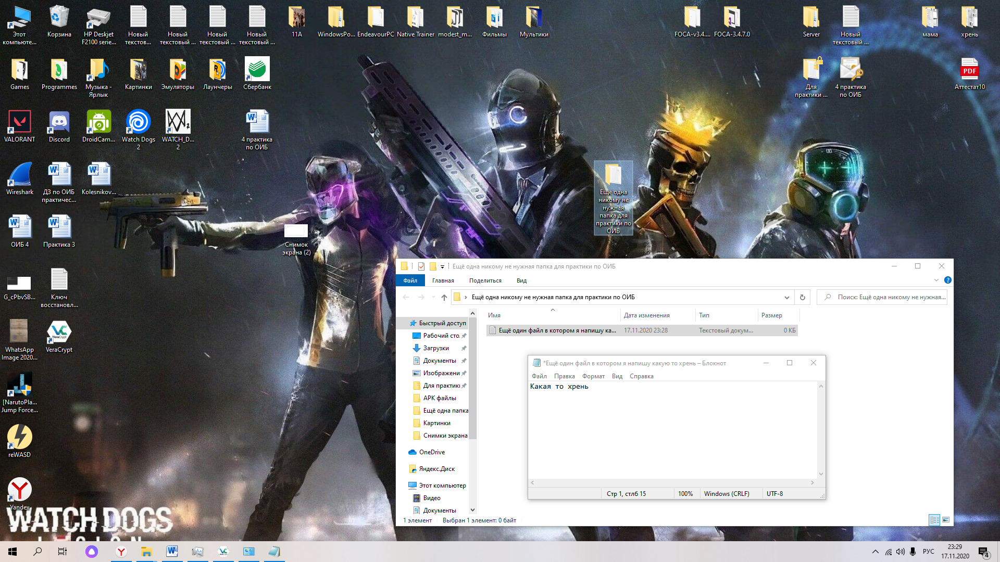 Этот компьюте...
Корзина
HP Deskjet F2100 serie...
Новый текстов...
Новый текстовый ...
Новый текстовый ...
Новый текстовый ...
11А
WindowsPo...
EndeavourPC
Native Trainer
modest_m...
Фильмы
Мультики
FOCA-v3.4....
FOCA-3.4.7.0
Server
Новый текстовый ...
мама
хрень
Games
Programmes
Музыка - Ярлык
Картинки
Эмуляторы
Лаунчеры
Сбербанк
Для практики ...
4 практика по ОИБ
PDF
Аттестат10
VALORANT
Discord
DroidCam...
Watch Dogs 2
WATCH_D... 2
4 практика по ОИБ
Wireshark
ДЗ по ОИБ практичес...
Kolesnikov...
Ещё одна никому не нужная папка для практики по ОИБ
ОИБ 4
Практика 3
Снимок экрана (2)
G_cPbvSB...
Ключ восстановл...
WhatsApp Image 2020...
VeraCrypt
[NarutoPla... Jump Force...
reWASD
Yandex
WATCH DOGS
Ещё одна никому не нужная папка для практики по ОИБ
Файл
Главная
Поделиться
Вид
Ещё одна никому не нужная папка для практики по ОИБ
Поиск: Ещё одна никому не нужная...
Имя
Дата изменения
Тип
Размер
Ещё один файл в котором я напишу ка...
17.11.2020 23:28
Текстовый докум...
0 КБ
Быстрый доступ
Рабочий сто.
Загрузки
Документы
Изображени
Для практики
APK файлы
Ещё одна папка
Картинки
Снимки экрана
OneDrive
Яндекс.Диск
Этот компьютер
Видео
Документы
1 элемент
Выбран 1 элемент: 0 байт
*Ещё один файл в котором я напишу какую то хрень – Блокнот
Файл
Правка
Формат
Вид
Справка
Какая то хрень
Стр 1, стлб 15
100%
Windows (CRLF)
UTF-8
РУС
23:29
17.11.2020
4